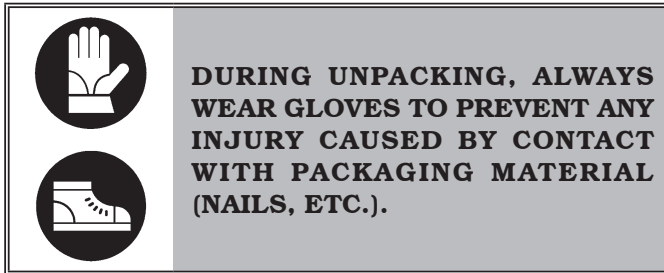 DURING UNPACKING, ALWAYS
WEAR GLOVES TO PREVENT ANY
INJURY CAUSED BY CONTACT
WITH PACKAGING MATERIAL
(NAILS, ETC.).